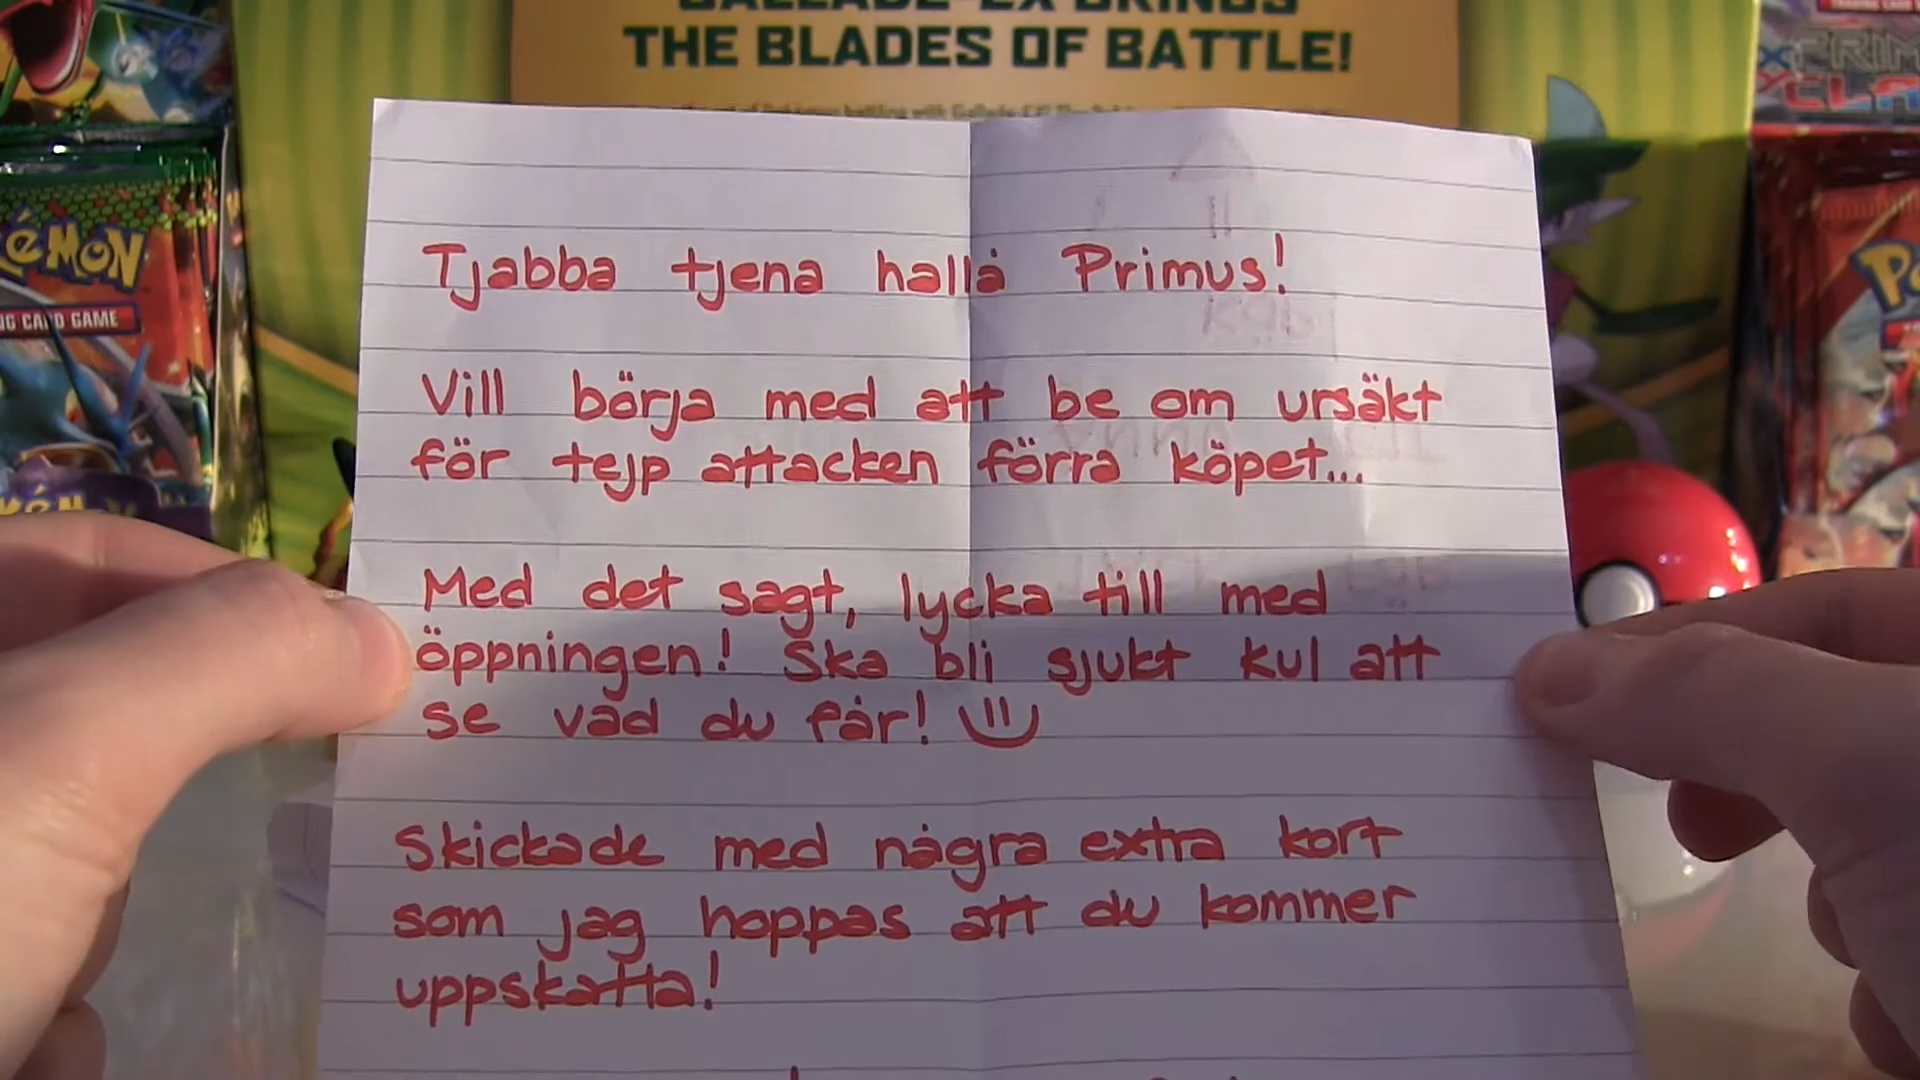 THE BLADES OF BATTLE!
Tjabba tjena hallå Primus!
Vill börja med att be om ursäkt
för tejp attacken förra köpet...
Med det sagt, lycka till med
öppningen! Ska bli sjukt kul att
se vad du får!
Skickade med några extra kort
som jag hoppas att du kommer
uppskatta!